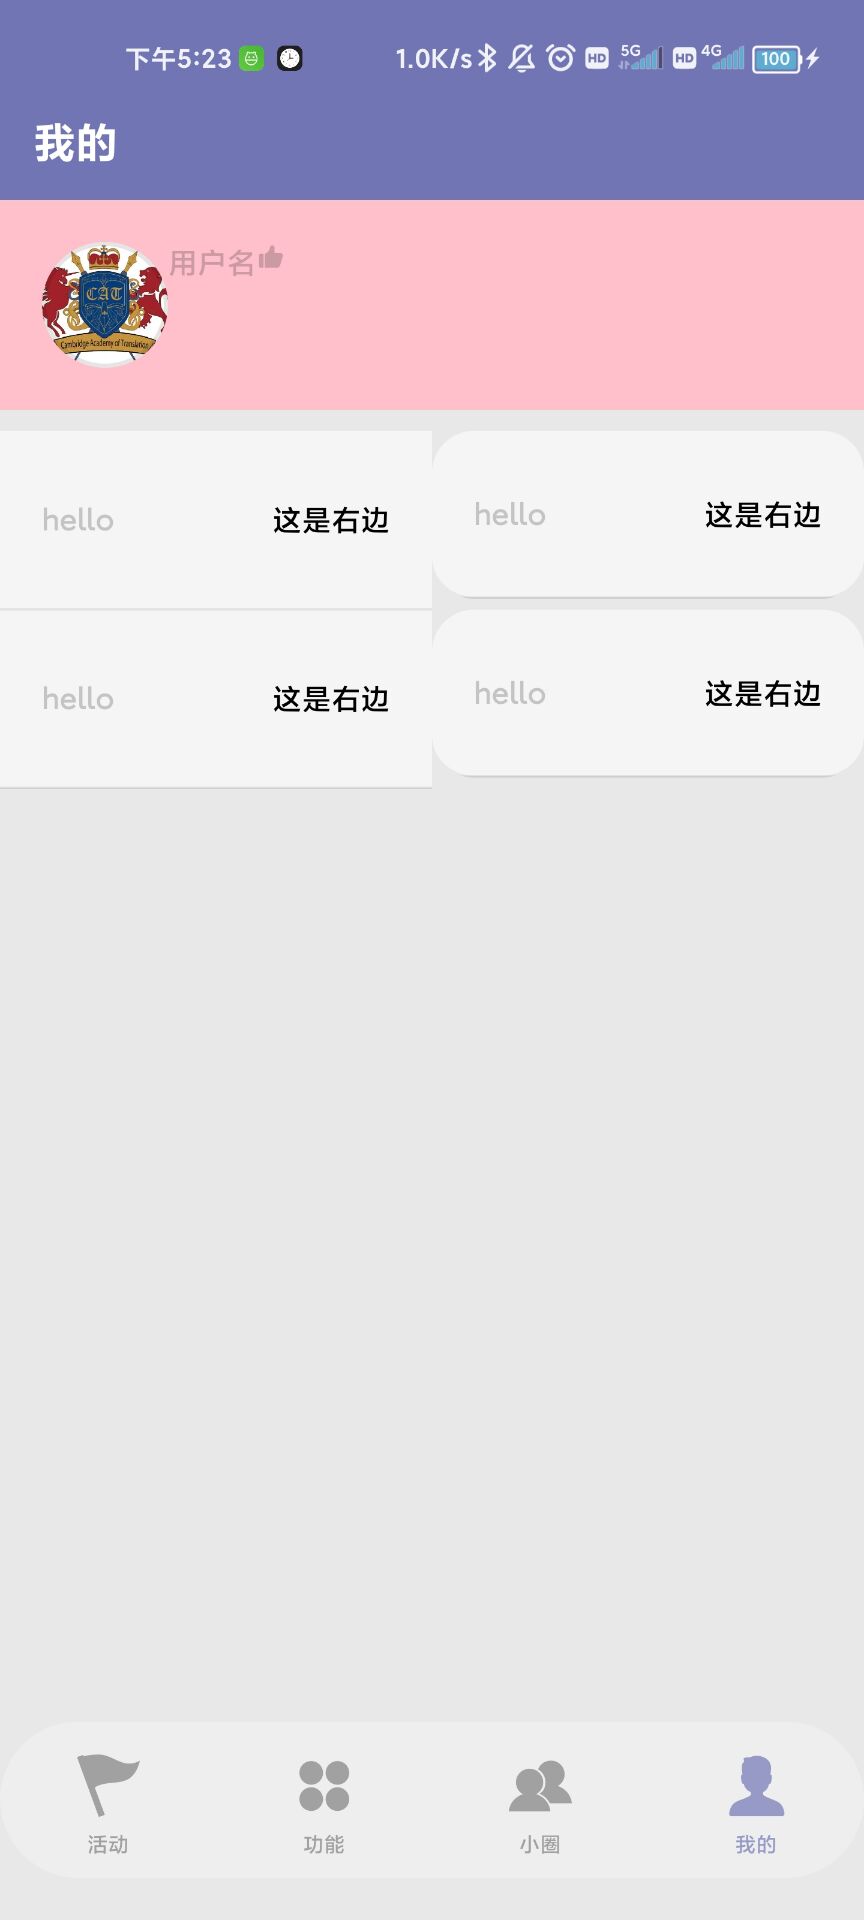 下午5:23 1.0K/s HD 5G HD 4G 100
我的
用户名
CAT
Cambridge Academy of Translation
hello 这是右边 hello 这是右边
hello 这是右边 hello 这是右边
活动 功能 小圈 我的